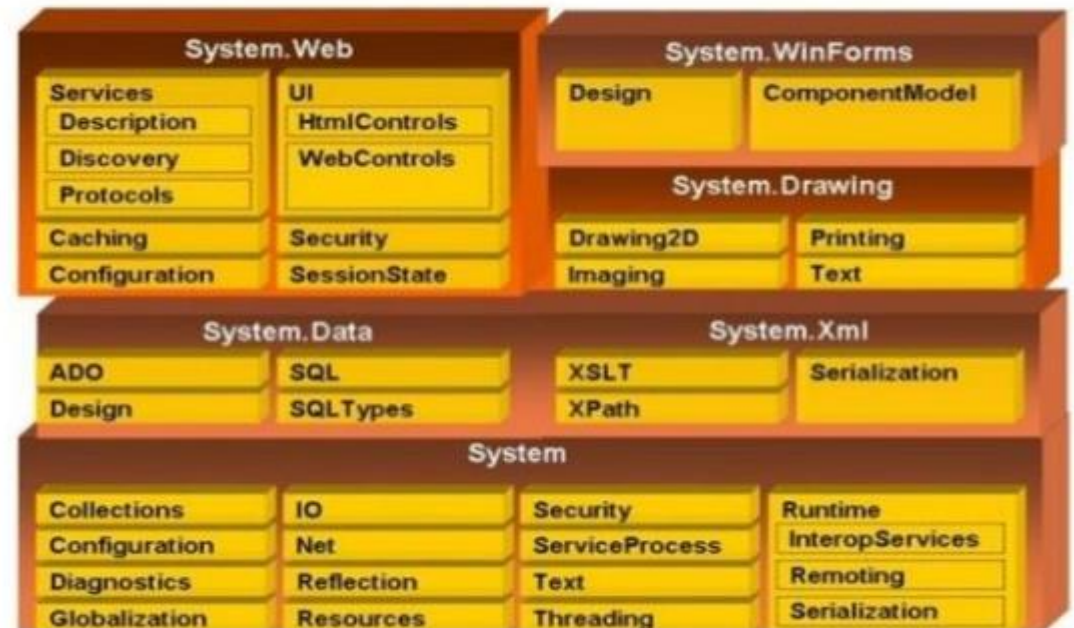 System.Web
Services
Description
Discovery
Protocols
Caching
Configuration
UI
HtmlControls
WebControls
Security
SessionState
System.WinForms
Design
ComponentModel
System.Drawing
Drawing2D
Imaging
Printing
Text
System.Data
ADO
Design
SQL
SQLTypes
System.Xml
XSLT
XPath
Serialization
System
Collections
Configuration
Diagnostics
Globalization
IO
Net
Reflection
Resources
Security
ServiceProcess
Text
Threading
Runtime
InteropServices
Remoting
Serialization